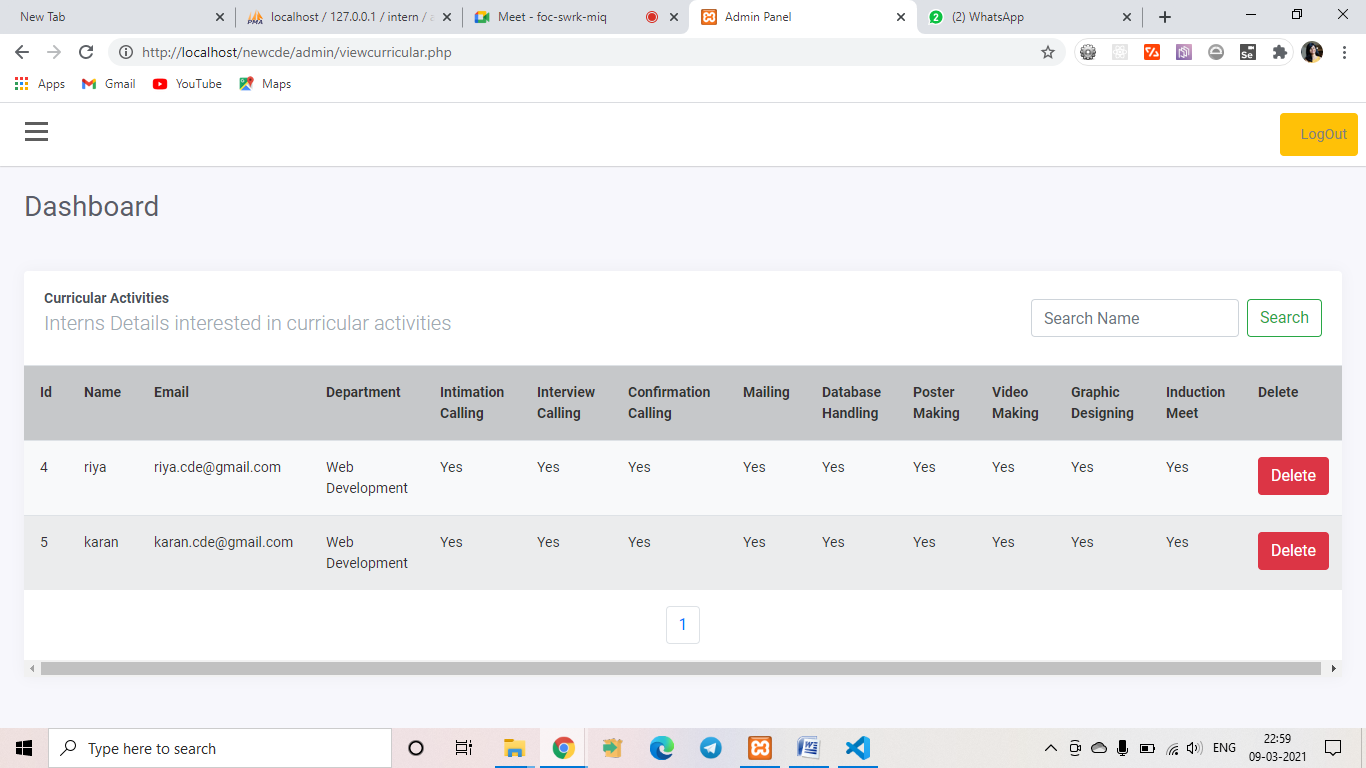 New Tab
localhost / 127.0.0.1 / intern / a
Meet - foc-swrk-miq
Admin Panel
(2) WhatsApp
http://localhost/newcde/admin/viewcurricular.php
Apps Gmail YouTube Maps
LogOut
Dashboard
Curricular Activities
Interns Details interested in curricular activities
Search Name Search
Id Name Email Department Intimation Calling Interview Calling Confirmation Calling Mailing Database Handling Poster Making Video Making Graphic Designing Induction Meet Delete
4 riya riya.cde@gmail.com Web Development Yes Yes Yes Yes Yes Yes Yes Yes Yes Delete
5 karan karan.cde@gmail.com Web Development Yes Yes Yes Yes Yes Yes Yes Yes Yes Delete
1
Type here to search
ENG
22:59
09-03-2021